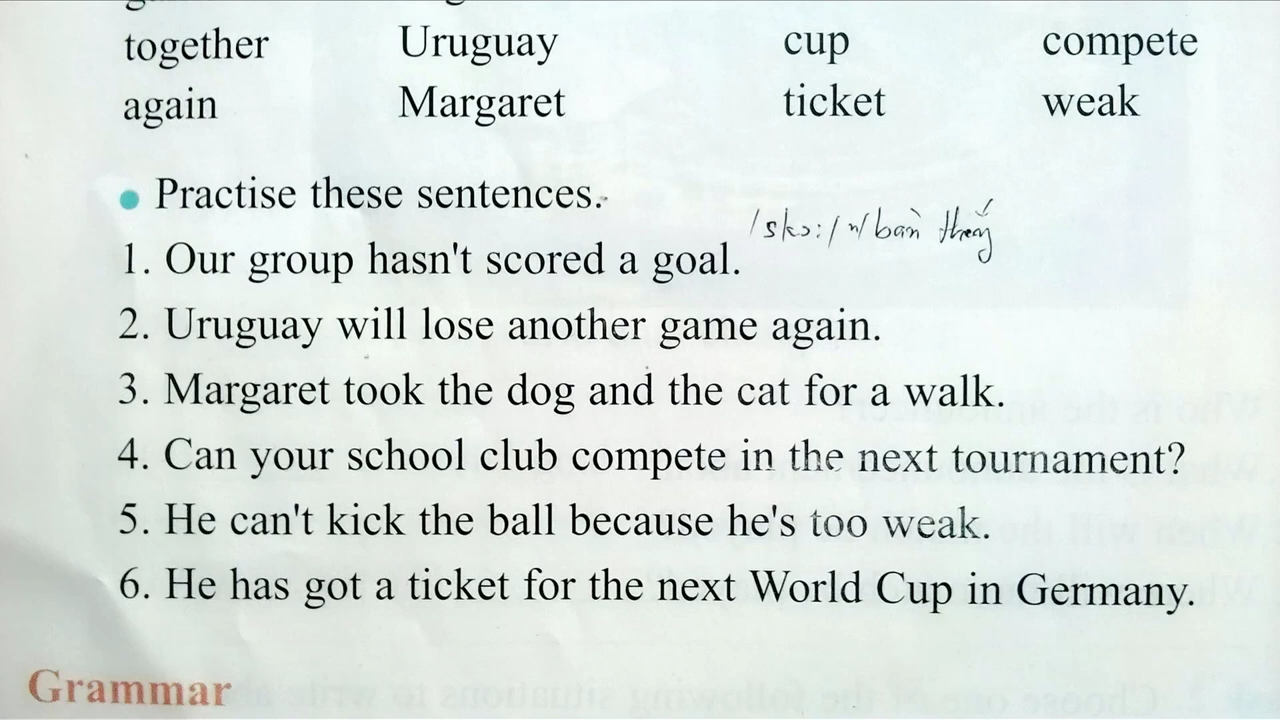 together Uruguay cup compete
again Margaret ticket weak
• Practise these sentences.
/skɔː/ n/ bàn thắng
1. Our group hasn't scored a goal.
2. Uruguay will lose another game again.
3. Margaret took the dog and the cat for a walk.
4. Can your school club compete in the next tournament?
5. He can't kick the ball because he's too weak.
6. He has got a ticket for the next World Cup in Germany.
Grammar